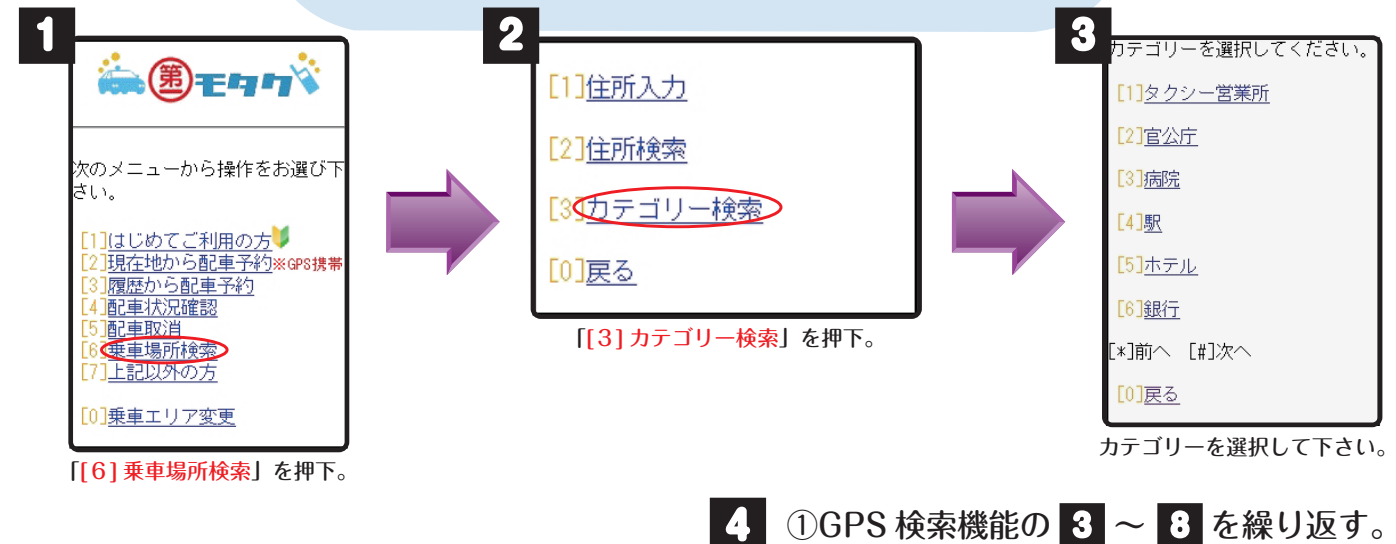 1
第一モタク
次のメニューから操作をお選び下
さい。
[1]はじめてご利用の方
[2]現在地から配車予約※GPS携帯
[3]履歴から配車予約
[4]配車状況確認
[5]配車取消
[6]乗車場所検索
[7]上記以外の方
[0]乗車エリア変更
「[6]乗車場所検索」を押下。
2
[1]住所入力
[2]住所検索
[3]カテゴリー検索
[0]戻る
「[3]カテゴリー検索」を押下。
3
カテゴリーを選択してください。
[1]タクシー営業所
[2]官公庁
[3]病院
[4]駅
[5]ホテル
[6]銀行
[*]前へ [#]次へ
[0]戻る
カテゴリーを選択して下さい。
4 ①GPS 検索機能の 3 ～ 8 を繰り返す。